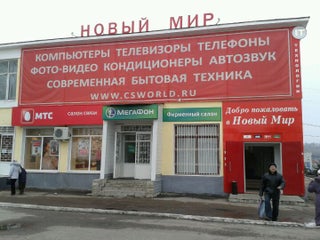 НОВЫЙ МИР
КОМПЬЮТЕРЫ ТЕЛЕВИЗОРЫ ТЕЛЕФОНЫ
ФОТО-ВИДЕО КОНДИЦИОНЕРЫ АВТОЗВУК
СОВРЕМЕННАЯ БЫТОВАЯ ТЕХНИКА
WWW.CSWORLD.RU
МТС
САЛОН СВЯЗИ
МЕГАФОН
Фирменный салон
Добро пожаловать
в Новый Мир